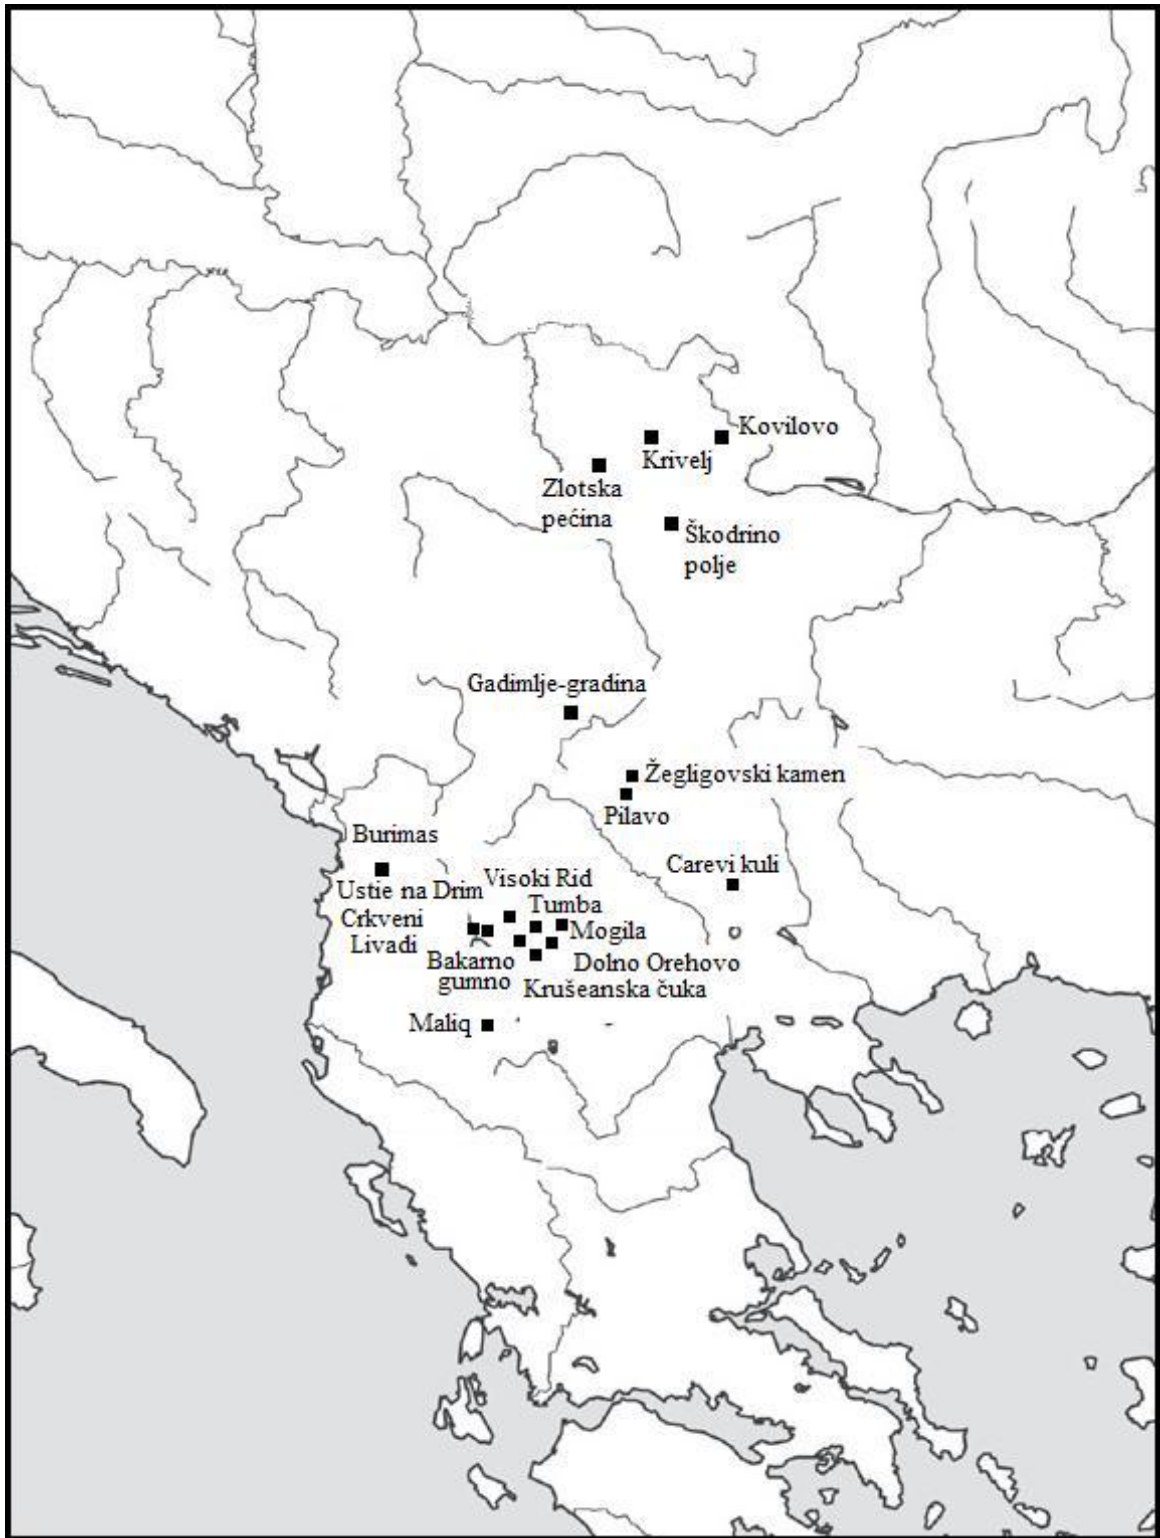 Kovilovo
Krivelj
Zlotska
pećina
Škodrino
polje
Gadimlje-gradina
Žegligovski kamen
Pilavo
Burimas
Carevi kuli
Visoki Rid
Ustie na Drim
Tumba
Crkveni
Livadi
Mogila
Bakarno
gumno
Dolno Orehovo
Krušeanska čuka
Maliq